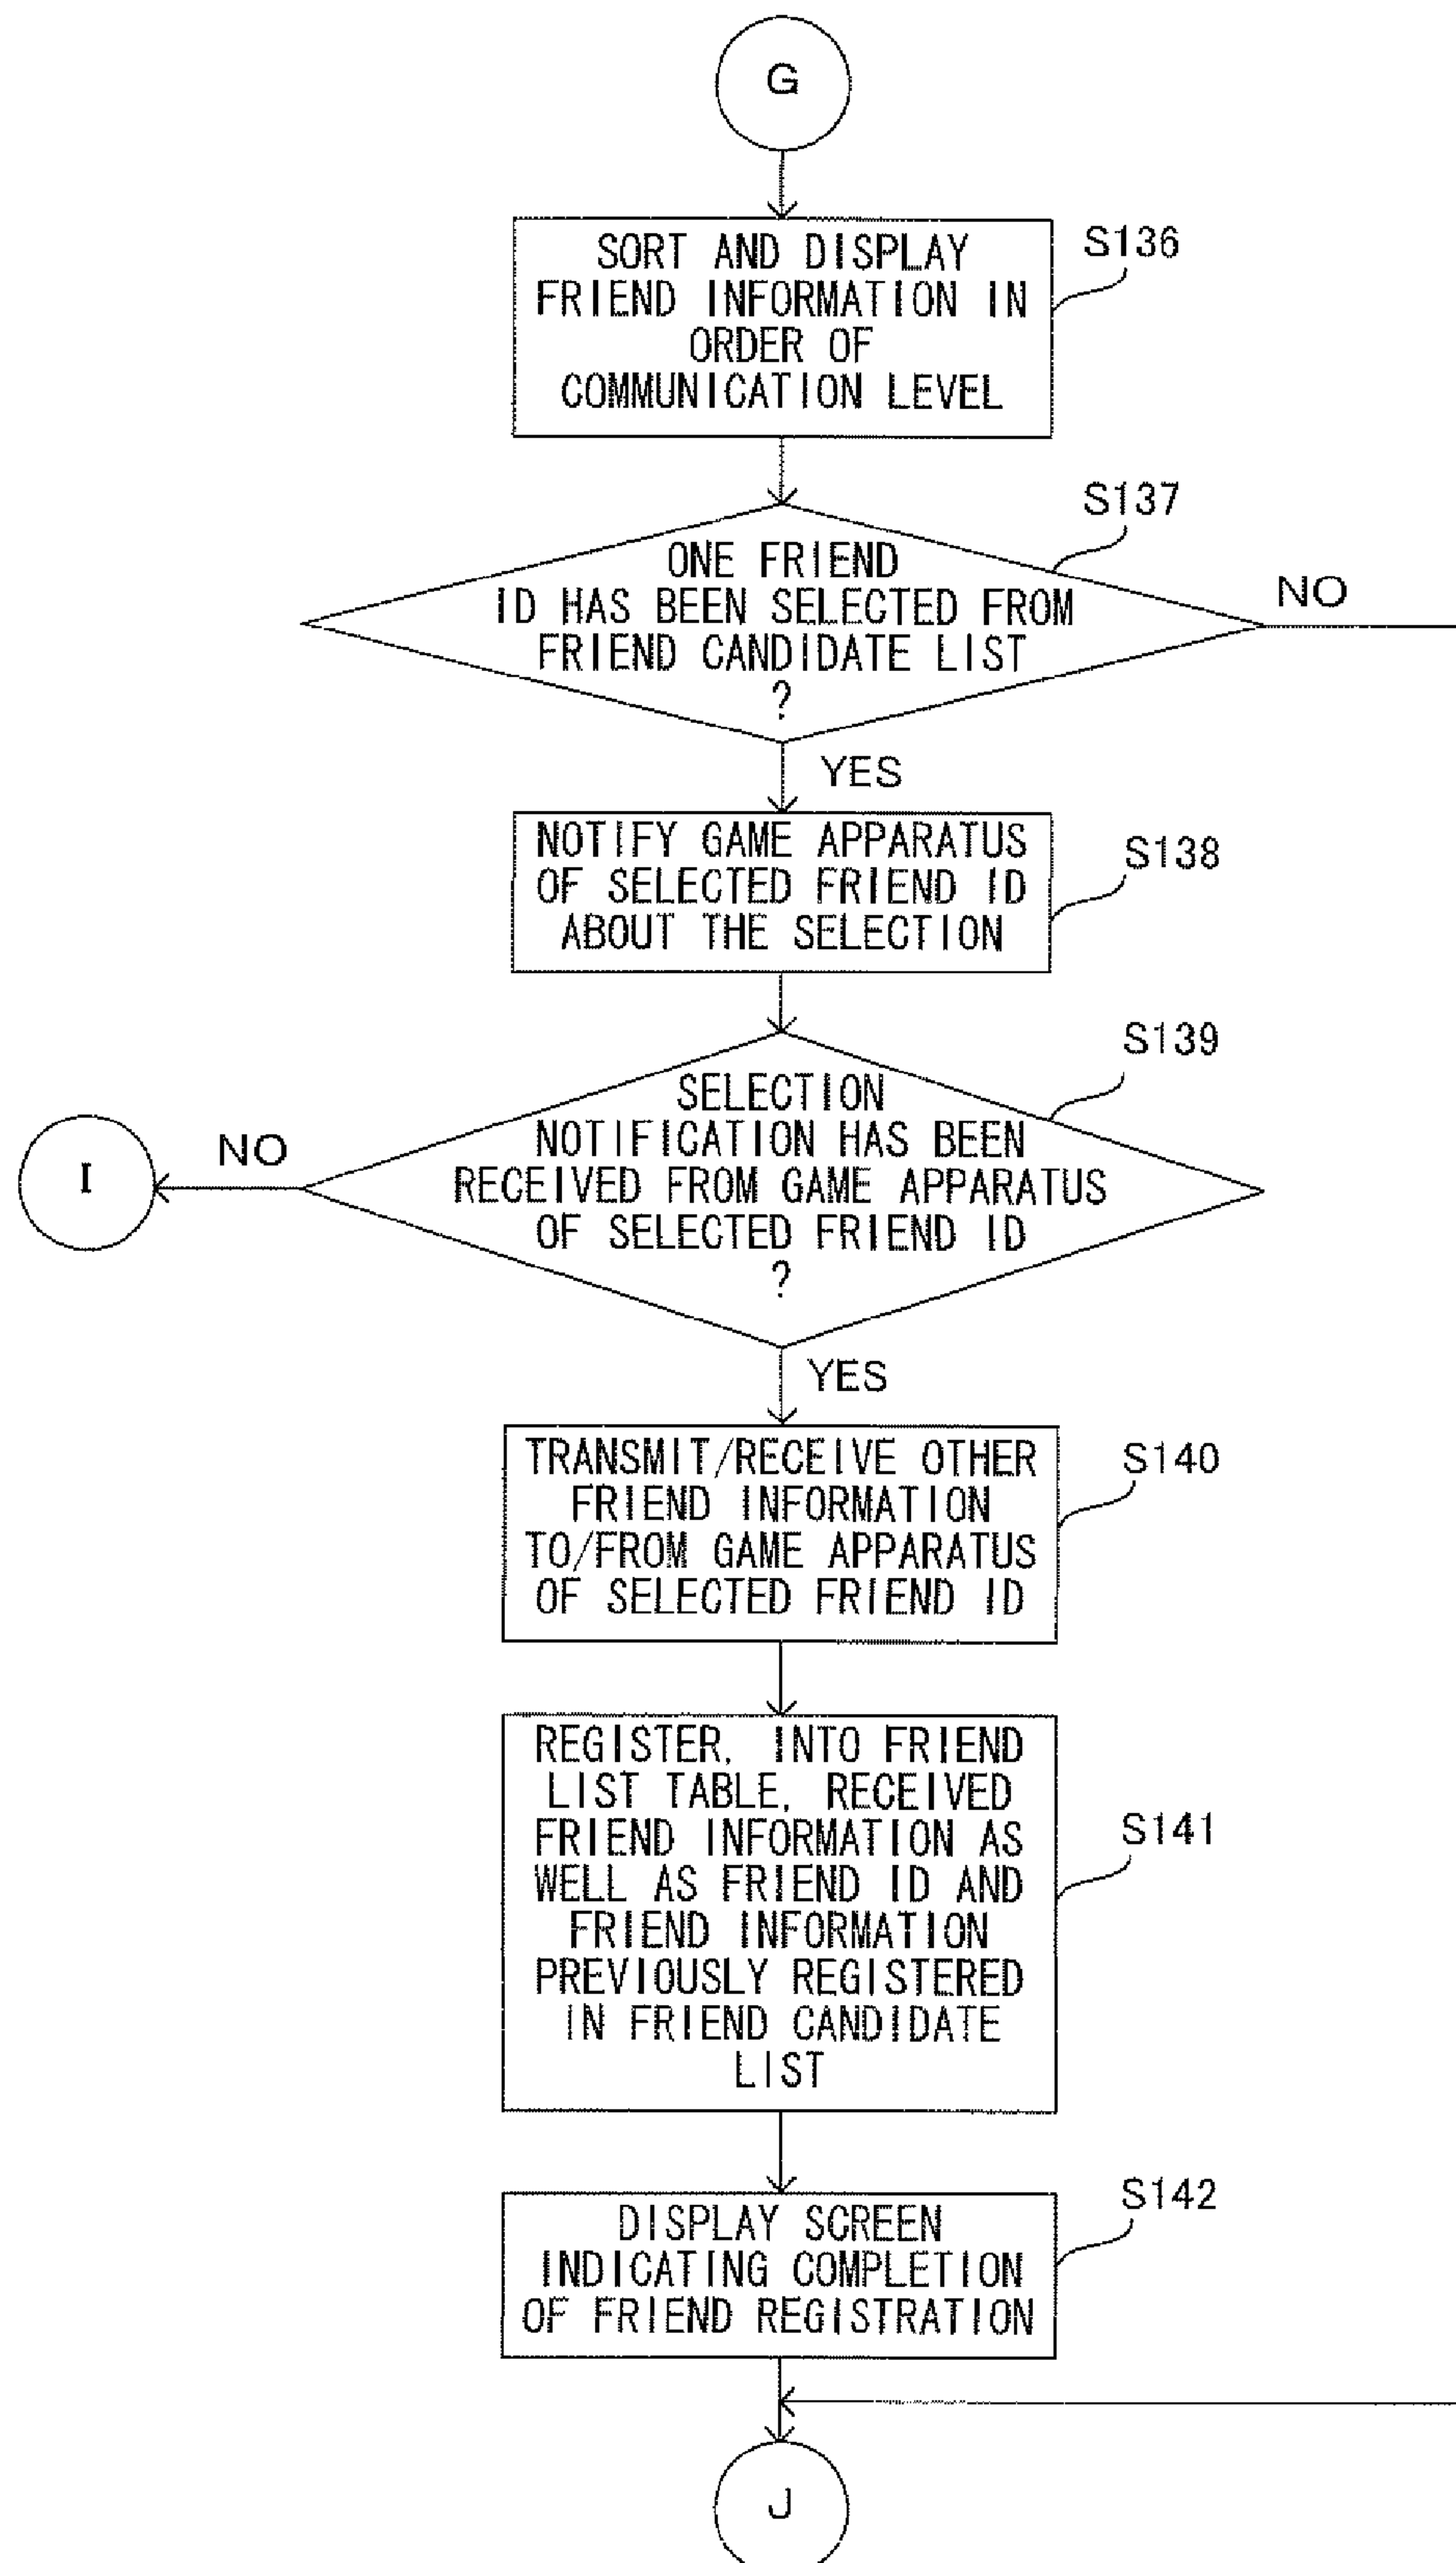 G
SORT AND DISPLAY
FRIEND INFORMATION IN
ORDER OF
COMMUNICATION LEVEL
S136
ONE FRIEND
ID HAS BEEN SELECTED FROM
FRIEND CANDIDATE LIST
?
S137
NO
YES
NOTIFY GAME APPARATUS
OF SELECTED FRIEND ID
ABOUT THE SELECTION
S138
SELECTION
NOTIFICATION HAS BEEN
RECEIVED FROM GAME APPARATUS
OF SELECTED FRIEND ID
?
S139
NO
I
YES
TRANSMIT/RECEIVE OTHER
FRIEND INFORMATION
TO/FROM GAME APPARATUS
OF SELECTED FRIEND ID
S140
REGISTER, INTO FRIEND
LIST TABLE, RECEIVED
FRIEND INFORMATION AS
WELL AS FRIEND ID AND
FRIEND INFORMATION
PREVIOUSLY REGISTERED
IN FRIEND CANDIDATE
LIST
S141
DISPLAY SCREEN
INDICATING COMPLETION
OF FRIEND REGISTRATION
S142
J